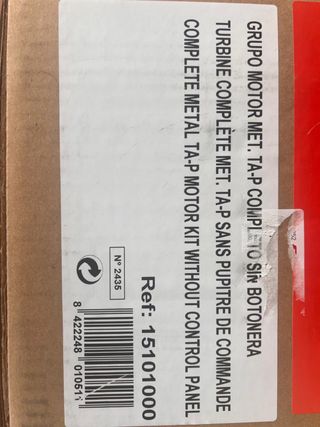 GRUPO MOTOR MET. TA-P COMPLETO SIN BOTONERA
TURBINE COMPLÈTE MET. TA-P SANS PUPITRE DE COMMANDE
COMPLETE METAL TA-P MOTOR KIT WITHOUT CONTROL PANEL
Ref: 15101000
Nº 2435
8 422248 010511